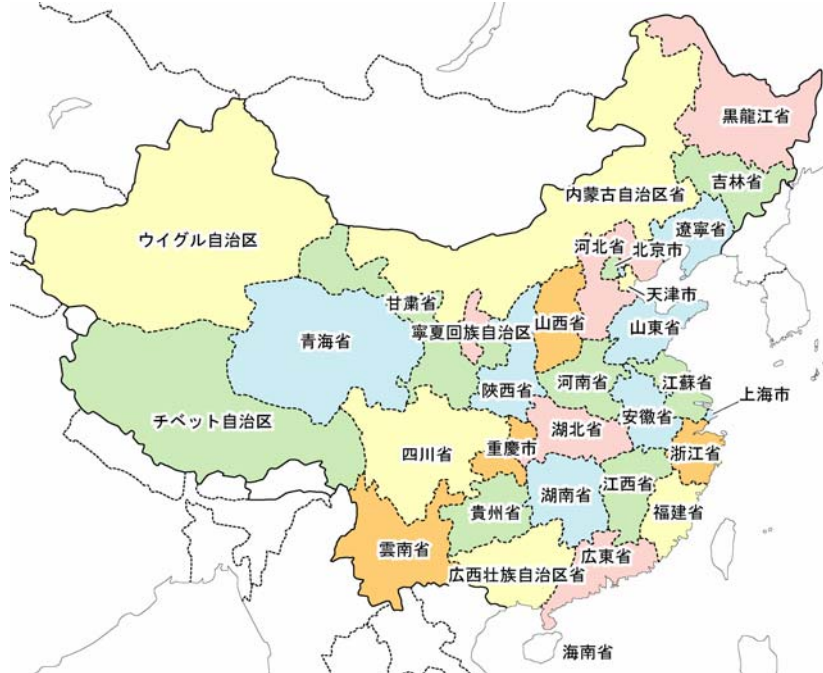 黒龍江省
吉林省
内蒙古自治区省
遼寧省
ウイグル自治区
河北省
北京市
天津市
甘粛省
寧夏回族自治区
山西省
山東省
青海省
陝西省
河南省
江蘇省
上海市
チベット自治区
安徽省
湖北省
四川省
重慶市
浙江省
湖南省
江西省
貴州省
福建省
雲南省
広東省
広西壮族自治区省
海南省